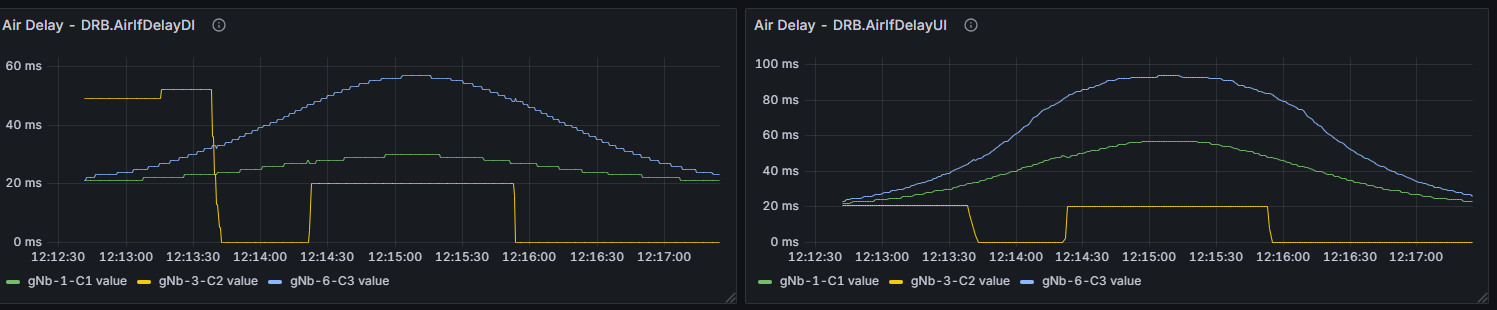 Air Delay - DRB.AirIfDelayDl
60 ms
40 ms
20 ms
0 ms
12:12:30 12:13:00 12:13:30 12:14:00 12:14:30 12:15:00 12:15:30 12:16:00 12:16:30 12:17:00
gNb-1-C1 value gNb-3-C2 value gNb-6-C3 value
Air Delay - DRB.AirIfDelayUl
100 ms
80 ms
60 ms
40 ms
20 ms
0 ms
12:12:30 12:13:00 12:13:30 12:14:00 12:14:30 12:15:00 12:15:30 12:16:00 12:16:30 12:17:00
gNb-1-C1 value gNb-3-C2 value gNb-6-C3 value